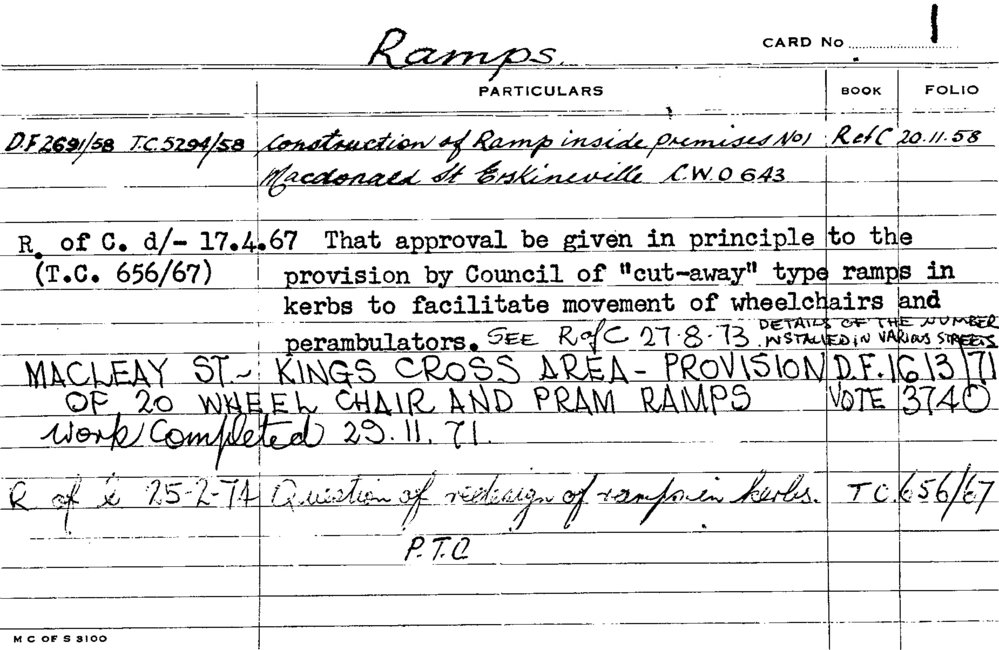 Ramps.
CARD No 1
PARTICULARS BOOK FOLIO
D.F 2691/58 T.C. 5294/58 Construction of Ramp inside premises No 1 R of C 20.11.58
Macdonald St Erskineville C.W.O 643
R. of C. d/- 17.4.67 That approval be given in principle to the
(T.C. 656/67) provision by Council of "cut-away" type ramps in
kerbs to facilitate movement of wheelchairs and
perambulators. SEE R of C 27.8.73 DETAILS OF THE NUMBER
INSTALLED IN VARIOUS STREETS
MACLEAY ST ~ KINGS CROSS AREA - PROVISION D.F. 1613/71
OF 20 WHEEL CHAIR AND PRAM RAMPS VOTE 3740
Work Completed 29.11.71.
R of C 25-2-74 Question of redesign of ramps in kerbs. TC. 656/67
P.T.O
M C OF S 3100